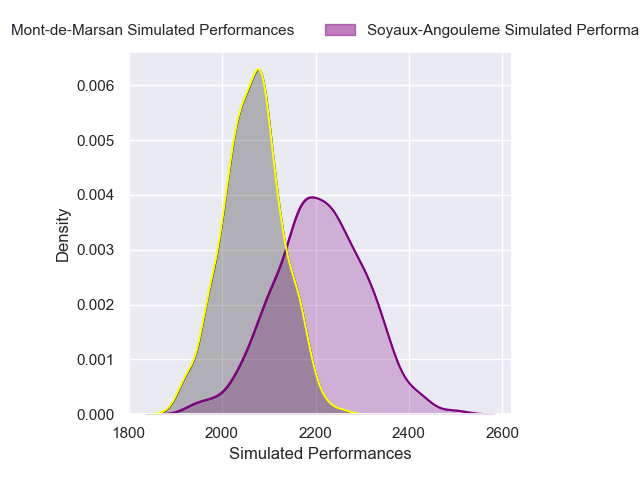 Mont-de-Marsan Simulated Performances Soyaux-Angouleme Simulated Performa
0.006
0.005
0.004
0.003
0.002
0.001
0.000
Density
1800 2000 2200 2400 2600
Simulated Performances